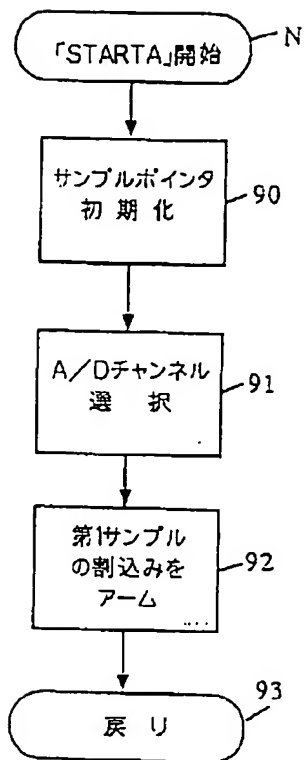 「STARTA」開始
N
サンプルポインタ
初期化
90
A/Dチャンネル
選択
91
第1サンプル
の割込みを
アーム
92
戻り
93